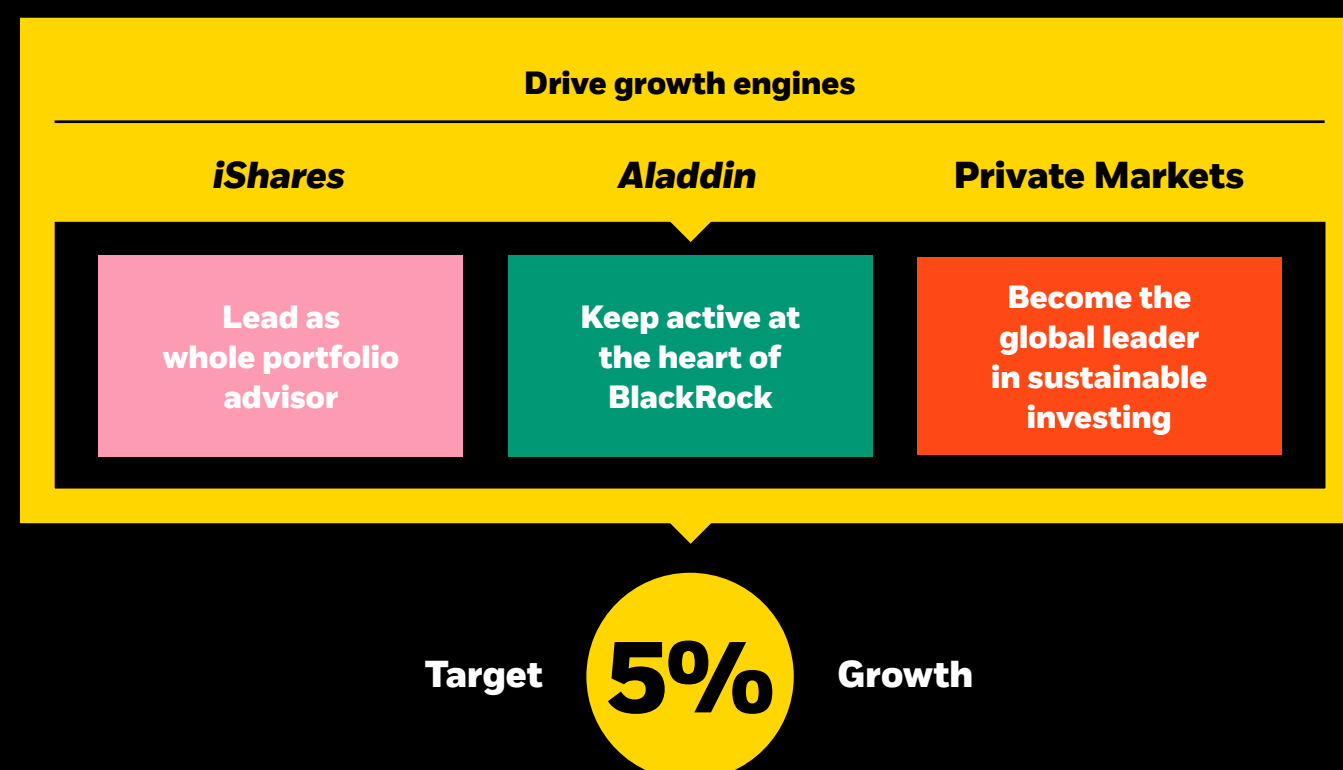 Drive growth engines
iShares Aladdin Private Markets
Lead as
whole portfolio
advisor
Keep active at
the heart of
BlackRock
Become the
global leader
in sustainable
investing
Target 5% Growth